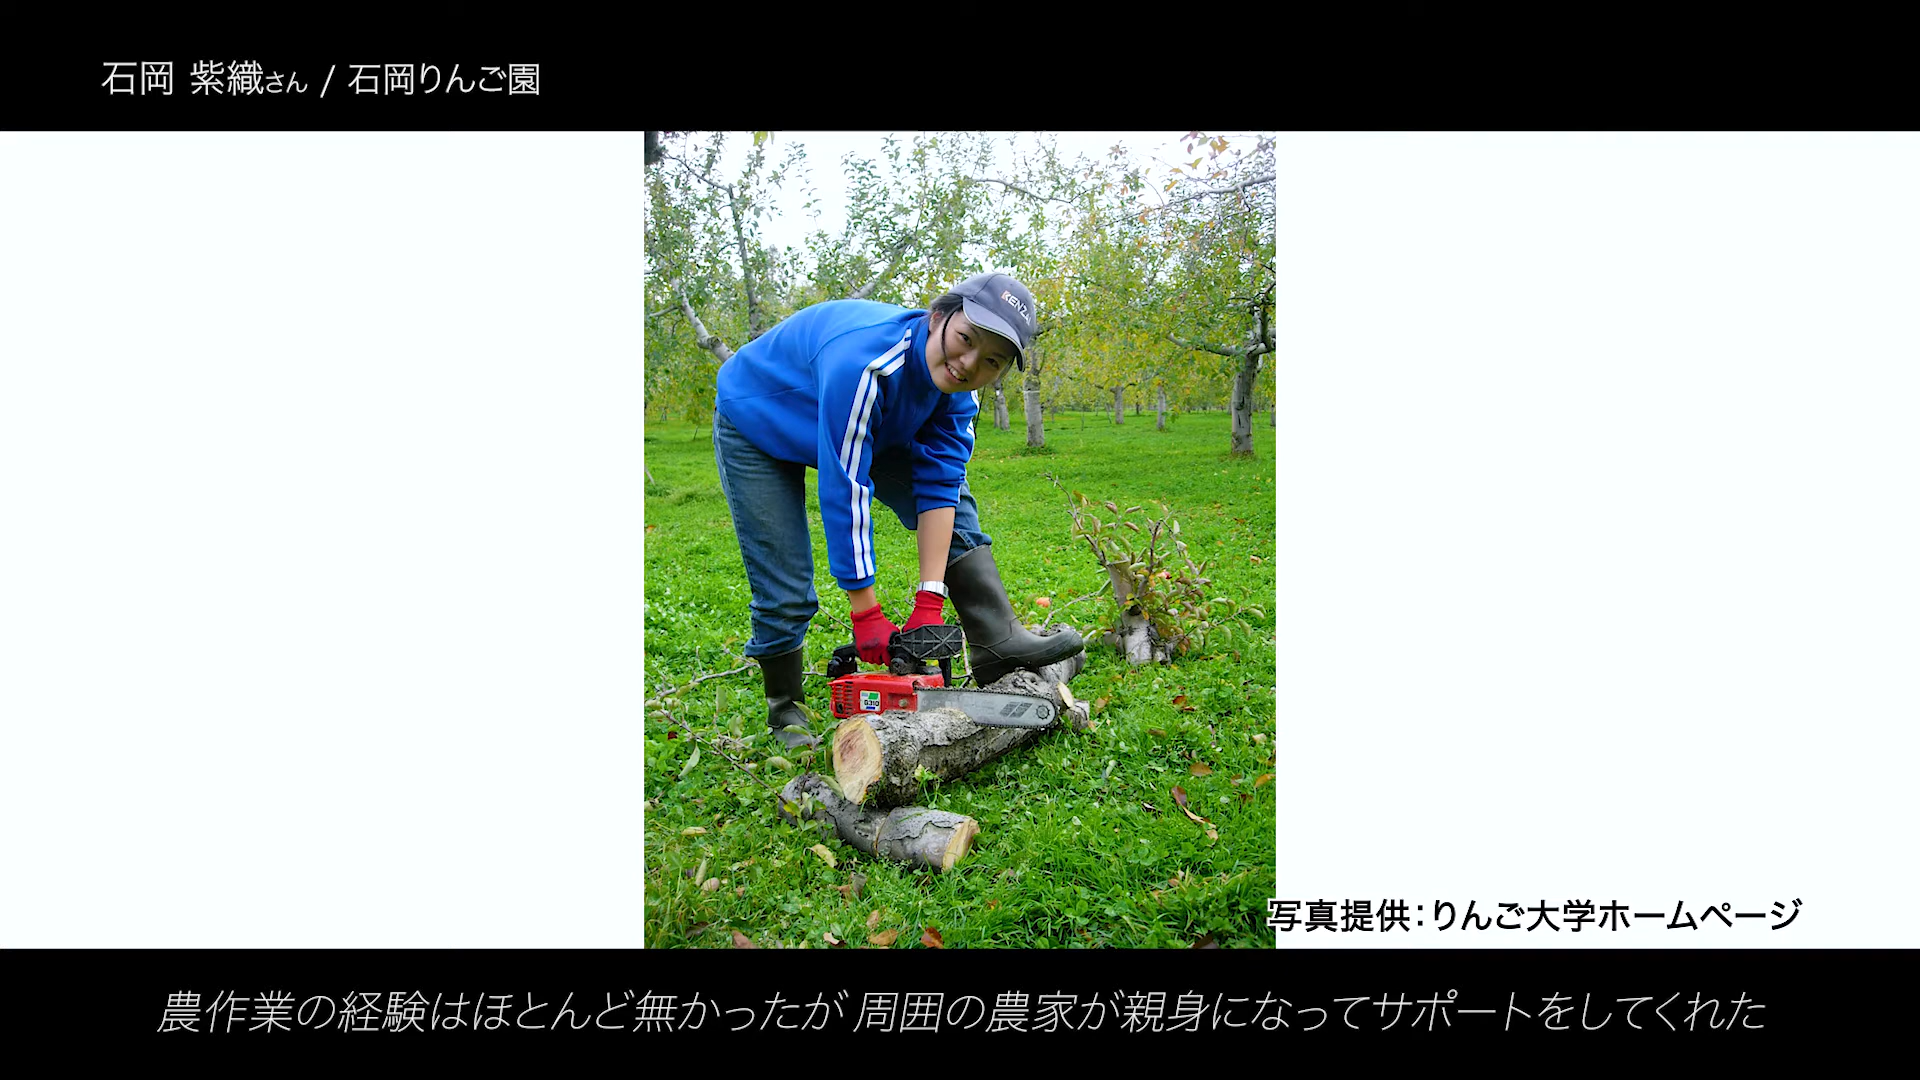 石岡 紫織さん / 石岡りんご園
KENZAI
G310
写真提供：りんご大学ホームページ
農作業の経験はほとんど無かったが 周囲の農家が親身になってサポートをしてくれた